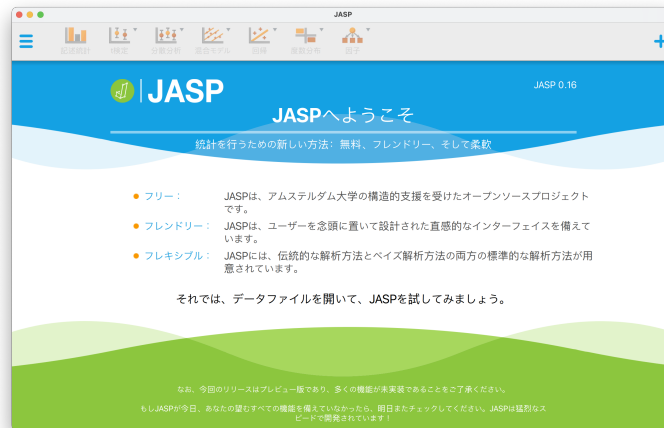 JASP
記述統計
t検定
分散分析
混合モデル
回帰
度数分布
因子
JASP
JASP 0.16
JASPへようこそ
統計を行うための新しい方法：無料、フレンドリー、そして柔軟
フリー： JASPは、アムステルダム大学の構造的支援を受けたオープンソースプロジェクト
です。
フレンドリー： JASPは、ユーザーを念頭に置いて設計された直感的なインターフェイスを備えて
います。
フレキシブル： JASPには、伝統的な解析方法とベイズ解析方法の両方の標準的な解析方法が用
意されています。
それでは、データファイルを開いて、JASPを試してみましょう。
なお、今回のリリースはプレビュー版であり、多くの機能が未実装であることをご了承ください。
もしJASPが今日、あなたの望むすべての機能を備えていなかったら、明日またチェックしてください。JASPは猛烈なス
ピードで開発されています！